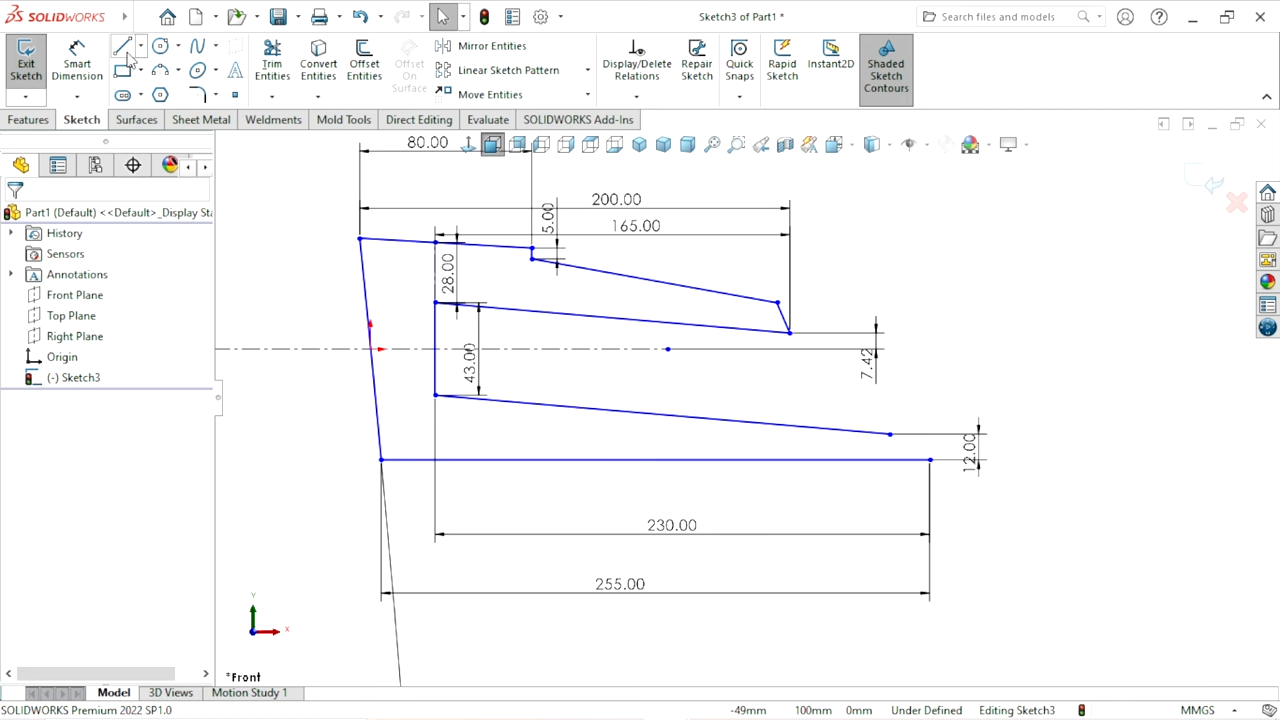 SOLIDWORKS
Sketch3 of Part1 *
Search files and models
Exit Sketch
Smart Dimension
Trim Entities
Convert Entities
Offset Entities
Offset On Surface
Mirror Entities
Linear Sketch Pattern
Move Entities
Display/Delete Relations
Repair Sketch
Quick Snaps
Rapid Sketch
Instant2D
Shaded Sketch Contours
Features
Sketch
Surfaces
Sheet Metal
Weldments
Mold Tools
Direct Editing
Evaluate
SOLIDWORKS Add-Ins
Part1 (Default) <<Default>_Display Sta
History
Sensors
Annotations
Front Plane
Top Plane
Right Plane
Origin
(-) Sketch3
80.00
200.00
5.00
165.00
28.00
43.00
7.42
12.00
230.00
255.00
Y
X
*Front
Model
3D Views
Motion Study 1
SOLIDWORKS Premium 2022 SP1.0
-49mm
100mm
0mm
Under Defined
Editing Sketch3
MMGS